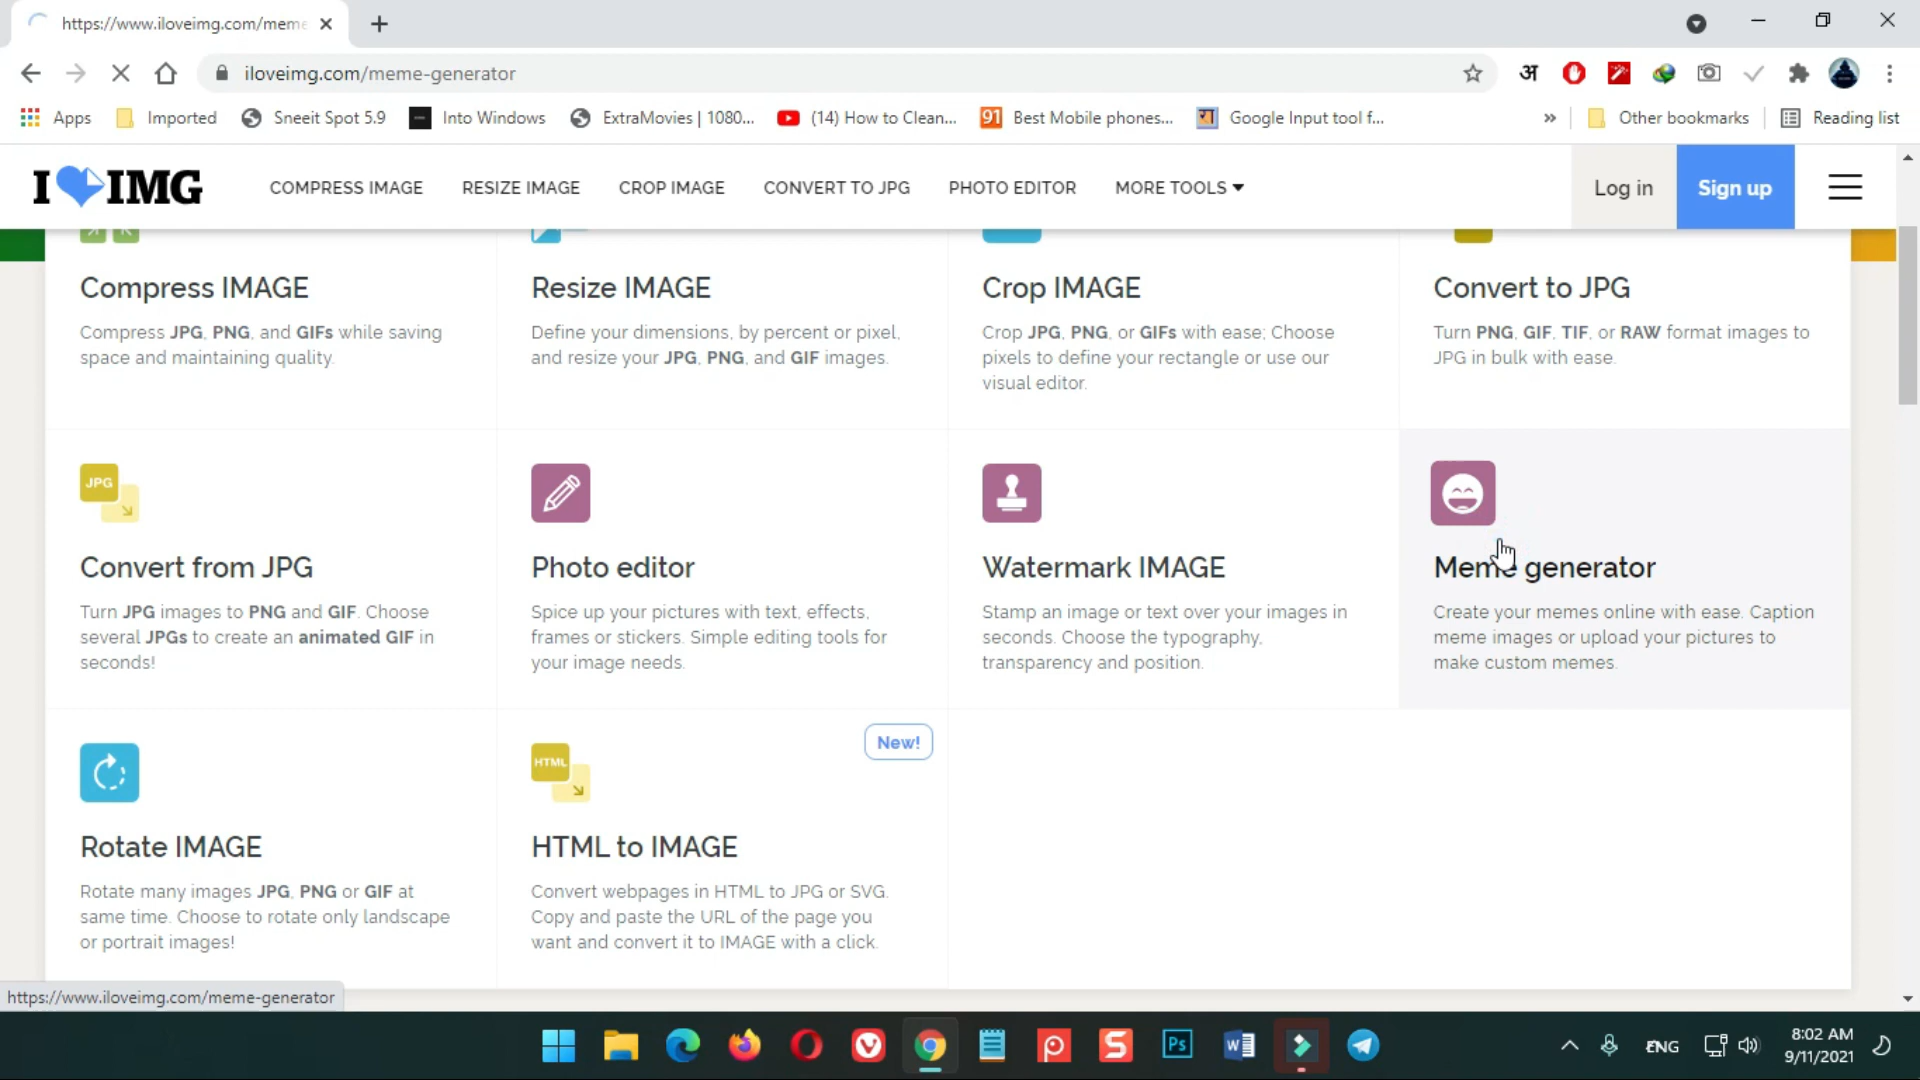 https://www.iloveimg.com/meme
iloveimg.com/meme-generator
अ
Apps
Imported
Sneeit Spot 5.9
Into Windows
ExtraMovies | 1080...
(14) How to Clean...
91
Best Mobile phones...
Google Input tool f...
»
Other bookmarks
Reading list
I IMG
COMPRESS IMAGE
RESIZE IMAGE
CROP IMAGE
CONVERT TO JPG
PHOTO EDITOR
MORE TOOLS
Log in
Sign up
Compress IMAGE
Compress JPG, PNG, and GIFs while saving
space and maintaining quality.
Resize IMAGE
Define your dimensions, by percent or pixel,
and resize your JPG, PNG, and GIF images.
Crop IMAGE
Crop JPG, PNG, or GIFs with ease; Choose
pixels to define your rectangle or use our
visual editor.
Convert to JPG
Turn PNG, GIF, TIF, or RAW format images to
JPG in bulk with ease.
JPG
Convert from JPG
Turn JPG images to PNG and GIF. Choose
several JPGs to create an animated GIF in
seconds!
Photo editor
Spice up your pictures with text, effects,
frames or stickers. Simple editing tools for
your image needs.
Watermark IMAGE
Stamp an image or text over your images in
seconds. Choose the typography,
transparency and position.
Meme generator
Create your memes online with ease. Caption
meme images or upload your pictures to
make custom memes.
Rotate IMAGE
Rotate many images JPG, PNG or GIF at
same time. Choose to rotate only landscape
or portrait images!
New!
HTML
HTML to IMAGE
Convert webpages in HTML to JPG or SVG.
Copy and paste the URL of the page you
want and convert it to IMAGE with a click.
https://www.iloveimg.com/meme-generator
Ps
ENG
8:02 AM
9/11/2021